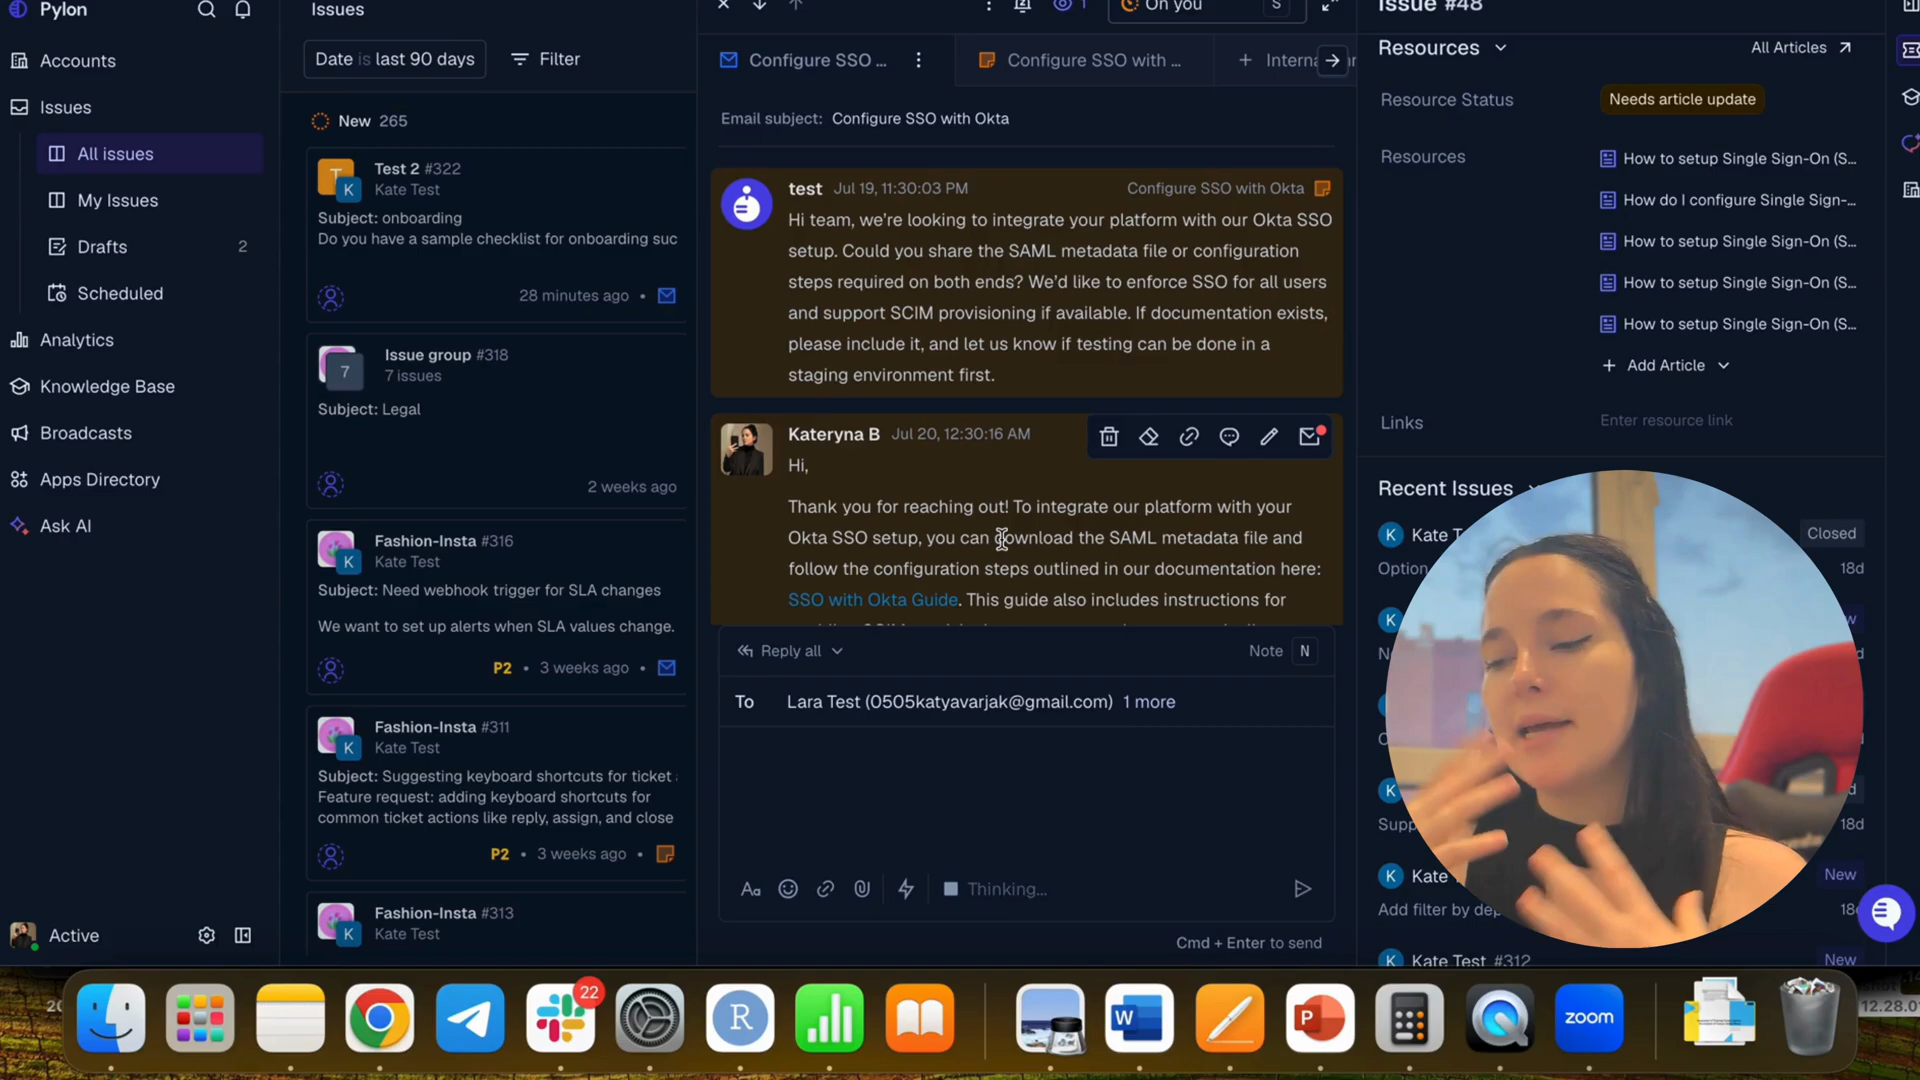 Pylon
Accounts
Issues
All issues
My Issues
Drafts
2
Scheduled
Analytics
Knowledge Base
Broadcasts
Apps Directory
Ask AI
Active
Issues
Date is last 90 days
Filter
New 265
T
K
Test 2 #322
Kate Test
Subject: onboarding
Do you have a sample checklist for onboarding suc
28 minutes ago
7
Issue group #318
7 issues
Subject: Legal
2 weeks ago
K
Fashion-Insta #316
Kate Test
Subject: Need webhook trigger for SLA changes
We want to set up alerts when SLA values change.
P2 • 3 weeks ago •
K
Fashion-Insta #311
Kate Test
Subject: Suggesting keyboard shortcuts for ticket
Feature request: adding keyboard shortcuts for
common ticket actions like reply, assign, and close
P2 • 3 weeks ago •
K
Fashion-Insta #313
Kate Test
1
On you
S
Configure SSO ...
Configure SSO with ...
Email subject: Configure SSO with Okta
test Jul 19, 11:30:03 PM
Configure SSO with Okta
Hi team, we're looking to integrate your platform with our Okta SSO
setup. Could you share the SAML metadata file or configuration
steps required on both ends? We'd like to enforce SSO for all users
and support SCIM provisioning if available. If documentation exists,
please include it, and let us know if testing can be done in a
staging environment first.
Kateryna B Jul 20, 12:30:16 AM
Hi,
Thank you for reaching out! To integrate our platform with your
Okta SSO setup, you can download the SAML metadata file and
follow the configuration steps outlined in our documentation here:
SSO with Okta Guide. This guide also includes instructions for
Reply all
Note N
To Lara Test (0505katyavarjak@gmail.com) 1 more
Aa
Thinking...
Cmd + Enter to send
Issue #48
Resources
All Articles
Resource Status
Needs article update
Resources
How to setup Single Sign-On (S...
How do I configure Single Sign-...
How to setup Single Sign-On (S...
How to setup Single Sign-On (S...
How to setup Single Sign-On (S...
Add Article
Links
Enter resource link
Recent Issues
K Kate T
Closed
Option
18d
K
K
Supp
18d
K Kate
New
Add filter by dep
K Kate Test #312
New
22
R
W
P
zoom
12.28.0